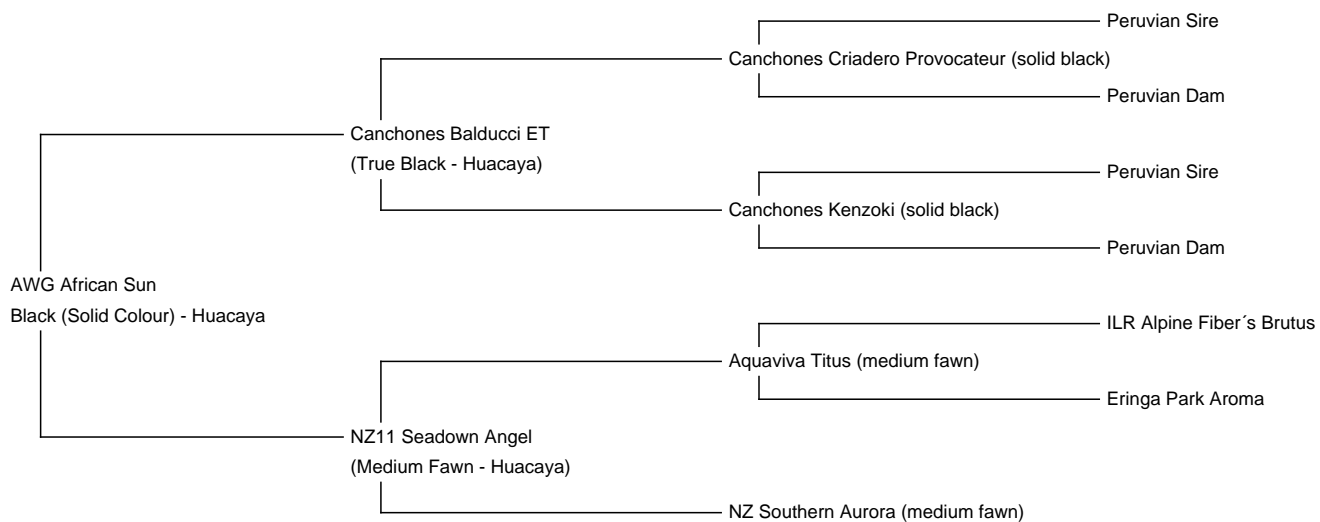 Peruvian Sire
Canchones Criadero Provocateur (solid black)
Peruvian Dam
Canchones Balducci ET
(True Black - Huacaya)
Peruvian Sire
Canchones Kenzoki (solid black)
Peruvian Dam
AWG African Sun
Black (Solid Colour) - Huacaya
ILR Alpine Fiber´s Brutus
Aquaviva Titus (medium fawn)
Eringa Park Aroma
NZ11 Seadown Angel
(Medium Fawn - Huacaya)
NZ Southern Aurora (medium fawn)